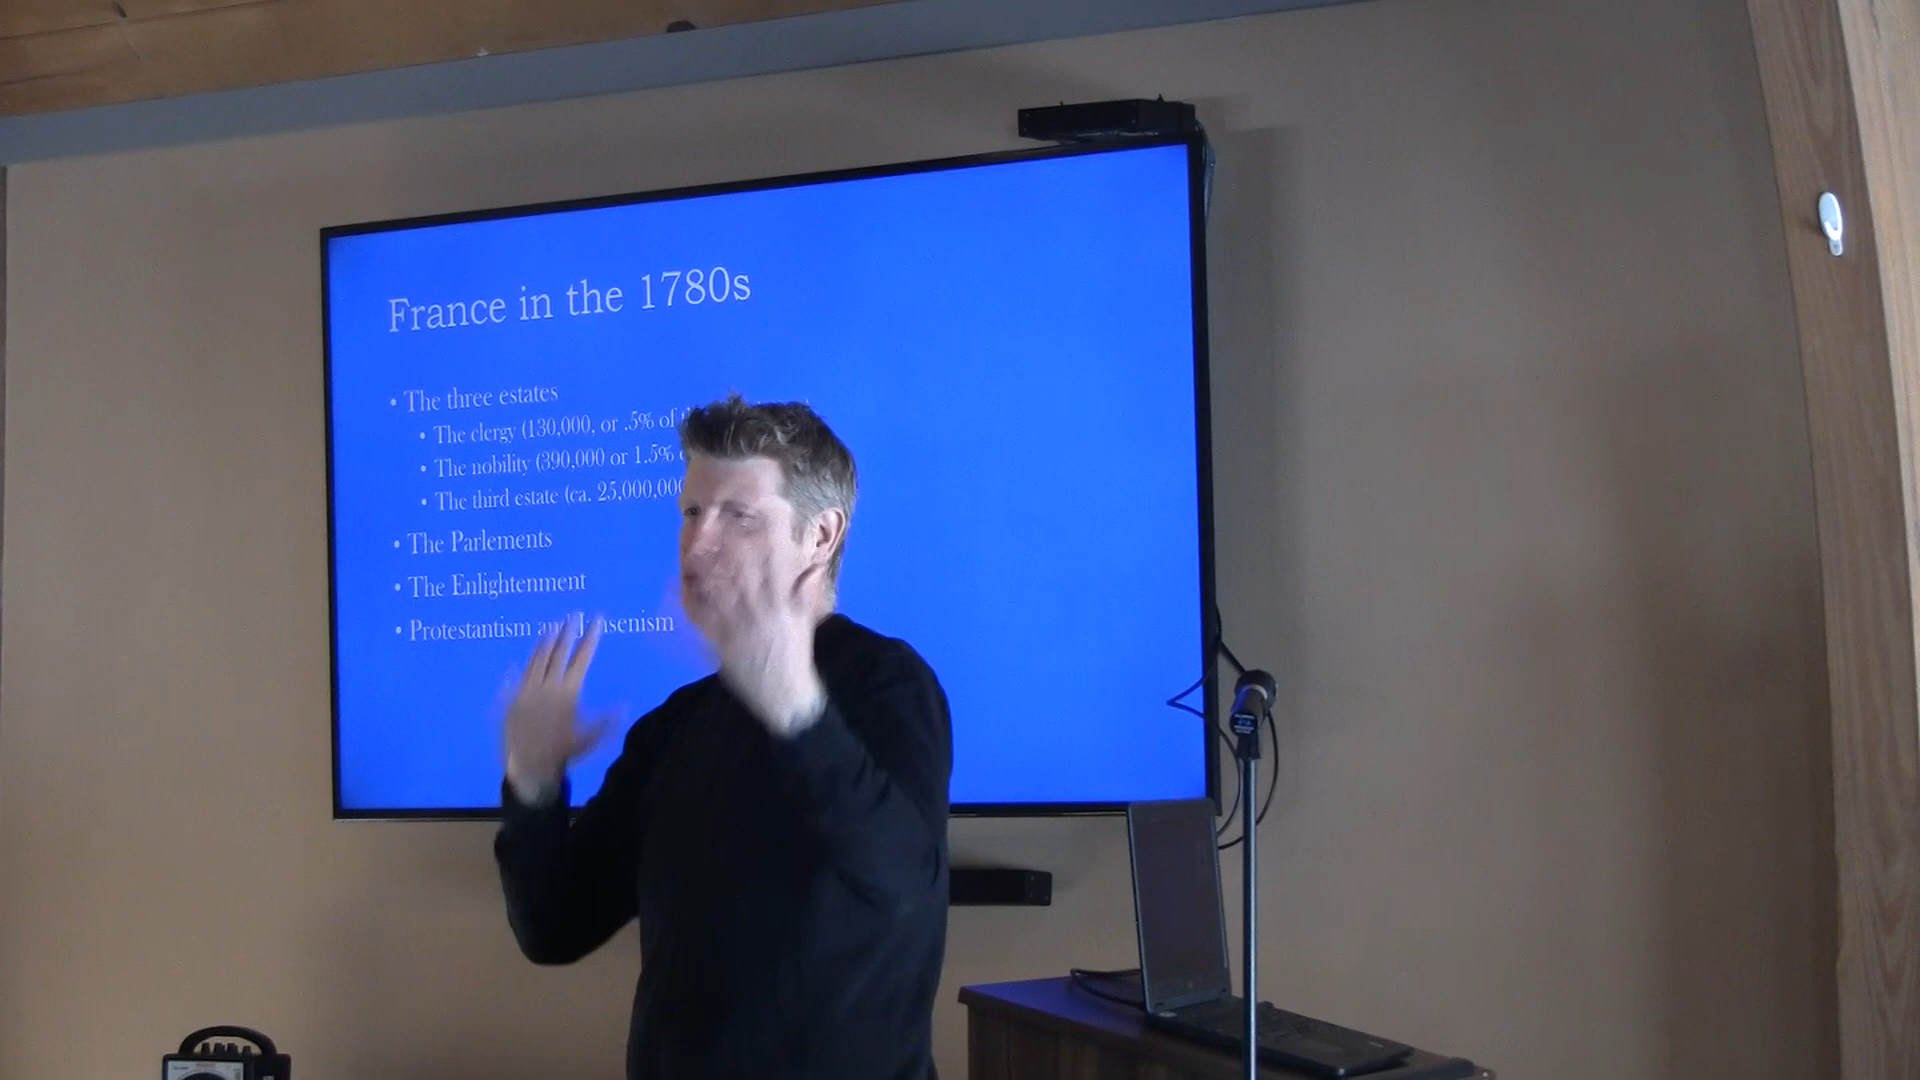 France in the 1780s
• The three estates
• The clergy (130,000, or .5% of
• The nobility (390,000 or 1.5%
• The third estate (ca. 25,000,000
• The Parlements
• The Enlightenment
• Protestantism and Jansenism